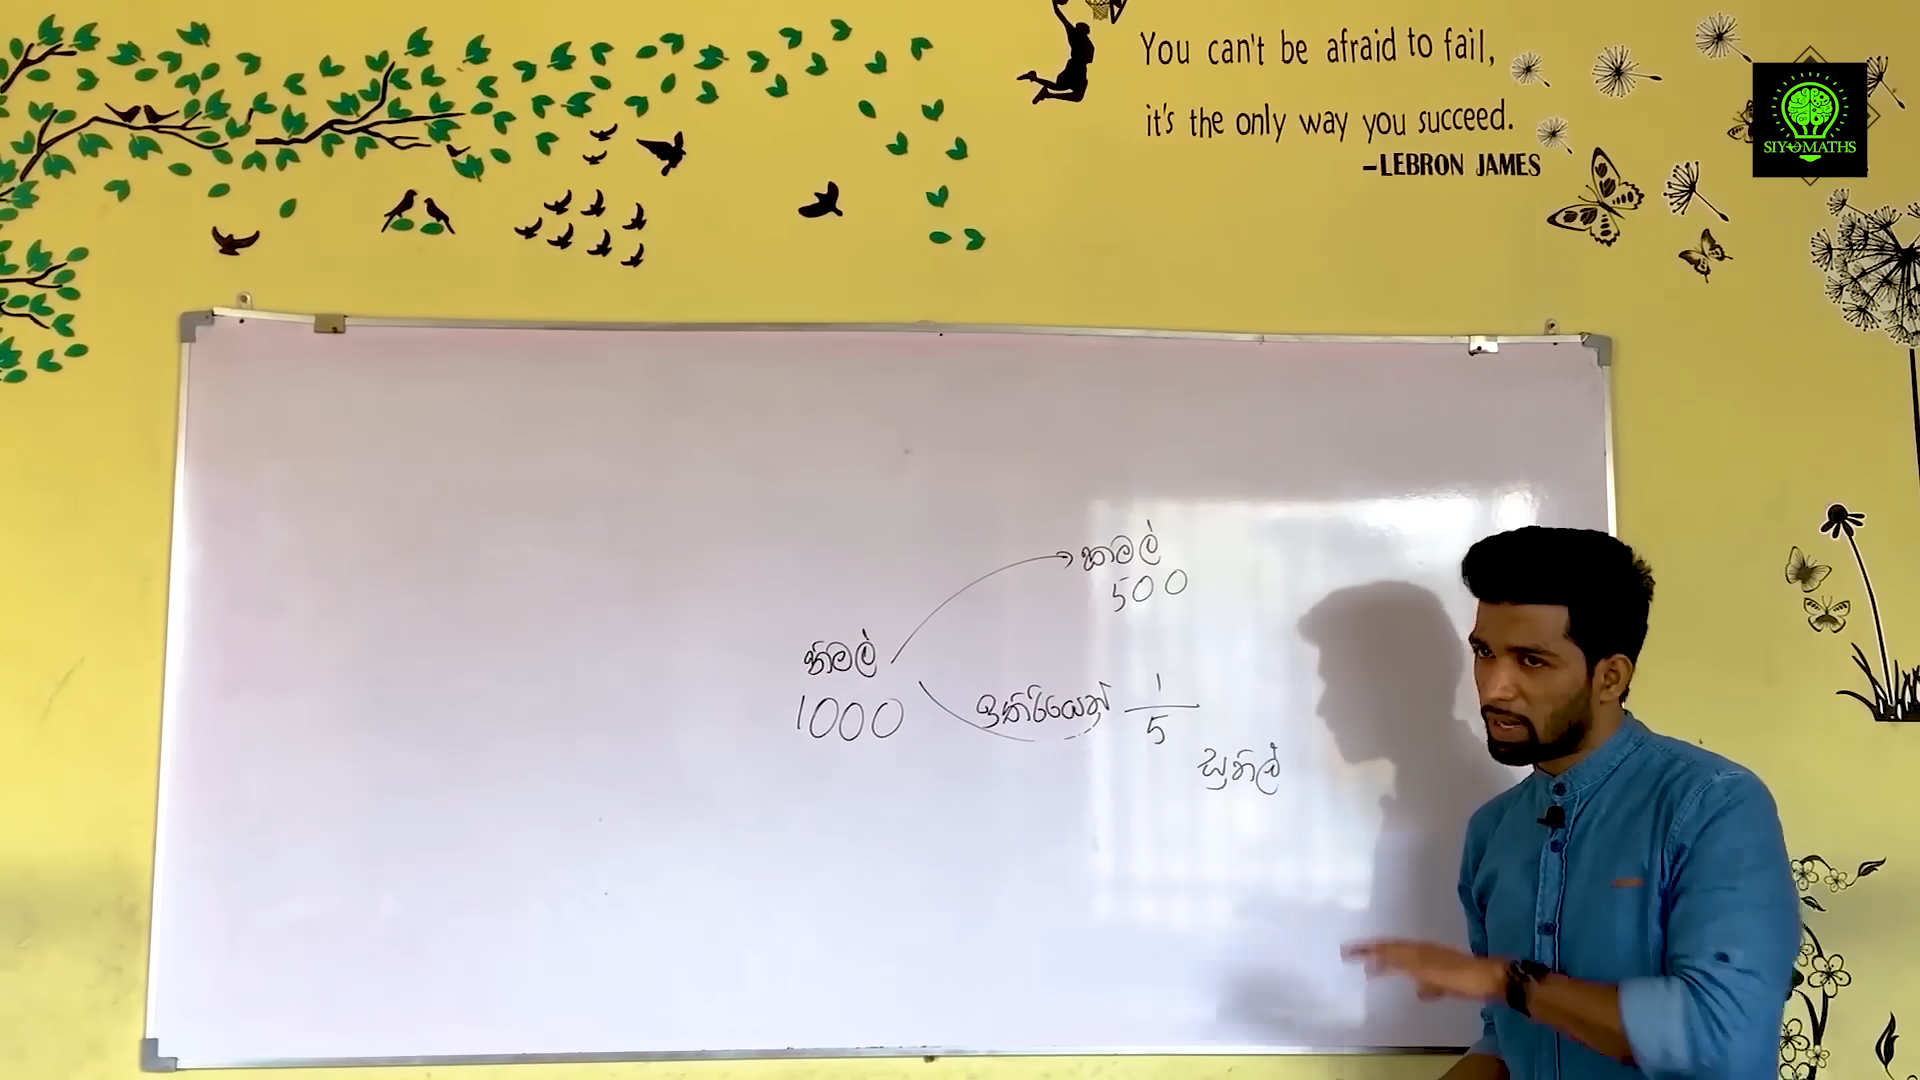 You can't be afraid to fail,
it's the only way you succeed.
-LEBRON JAMES
SIYOMATHS
කමල්
500
නිමල්
1000
ඉතිරියෙන් 1/5
සුනිල්